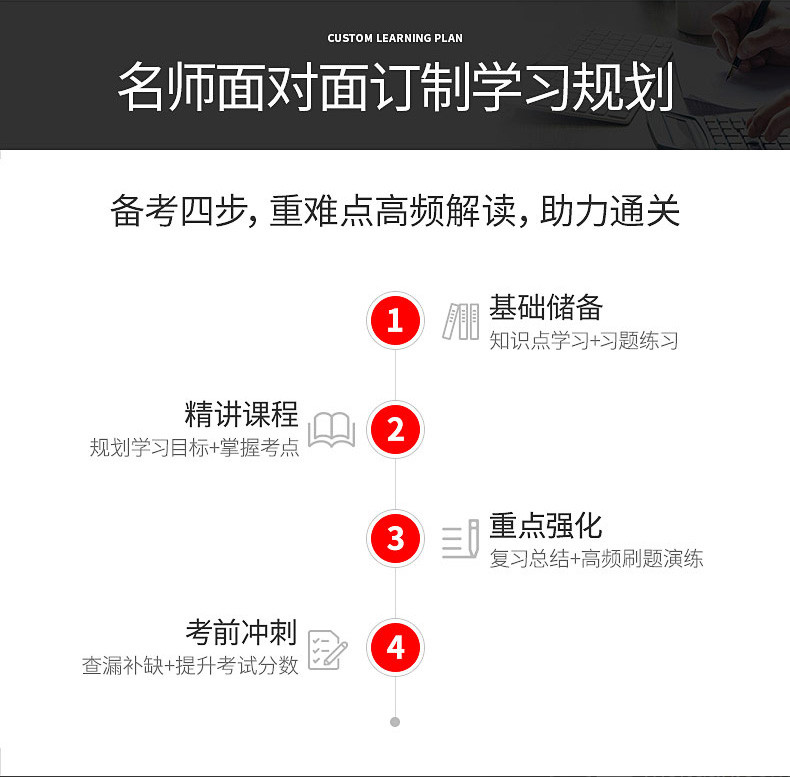 CUSTOM LEARNING PLAN
名师面对面订制学习规划
备考四步，重难点高频解读，助力通关
1
基础储备
知识点学习+习题练习
精讲课程
规划学习目标+掌握考点
2
3
重点强化
复习总结+高频刷题演练
考前冲刺
查漏补缺+提升考试分数
4